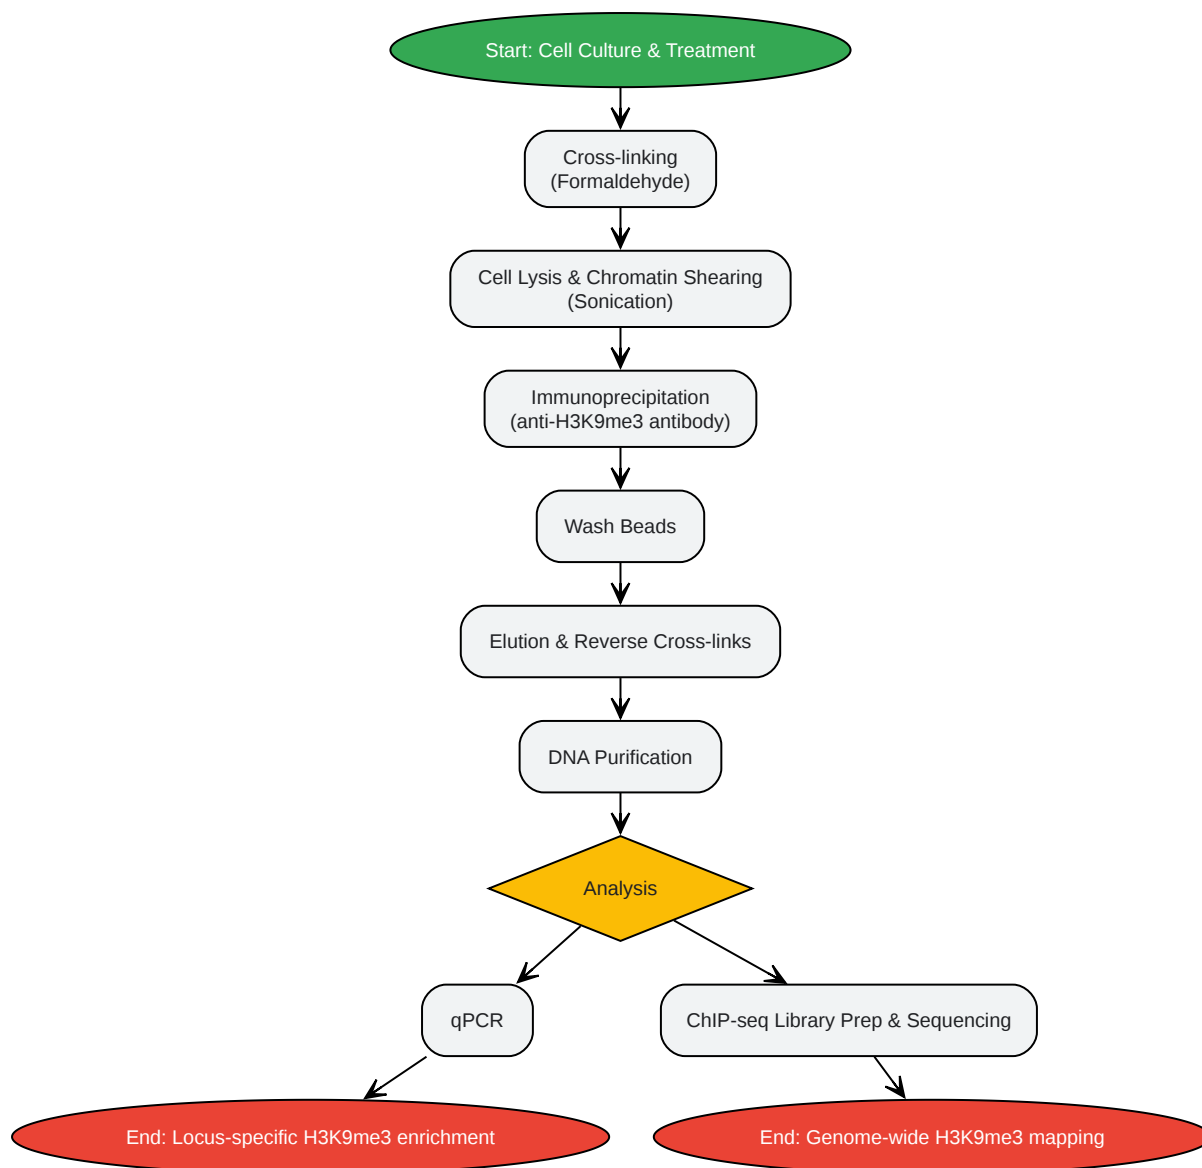 Start: Cell Culture & Treatment
Cross-linking
(Formaldehyde)
Cell Lysis & Chromatin Shearing
(Sonication)
Immunoprecipitation
(anti-H3K9me3 antibody)
Wash Beads
Elution & Reverse Cross-links
DNA Purification
Analysis
qPCR
ChIP-seq Library Prep & Sequencing
End: Locus-specific H3K9me3 enrichment
End: Genome-wide H3K9me3 mapping